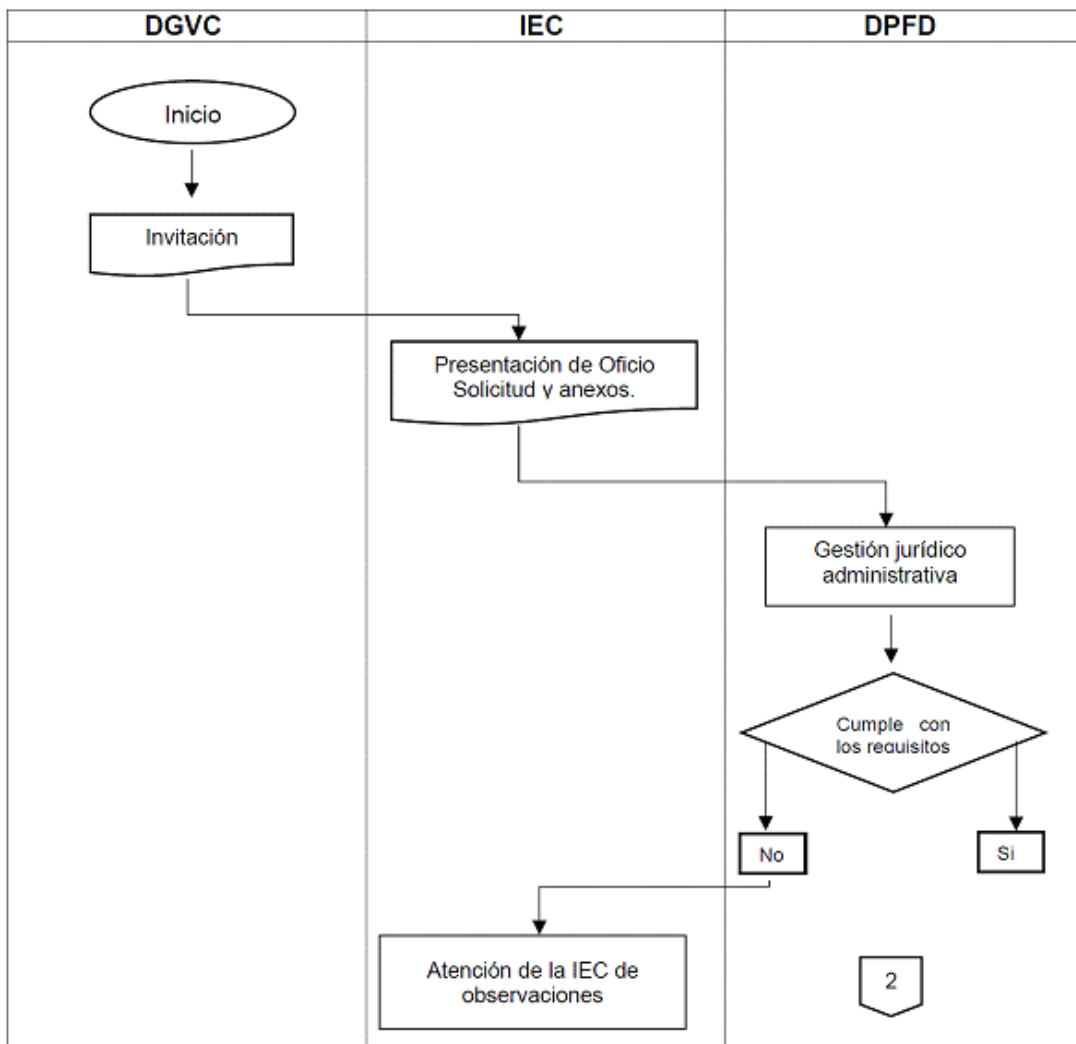 DGVC
IEC
DPFD
Inicio
Invitación
Presentación de Oficio
Solicitud y anexos.
Gestión jurídico
administrativa
Cumple con
los requisitos
No
Si
Atención de la IEC de
observaciones
2